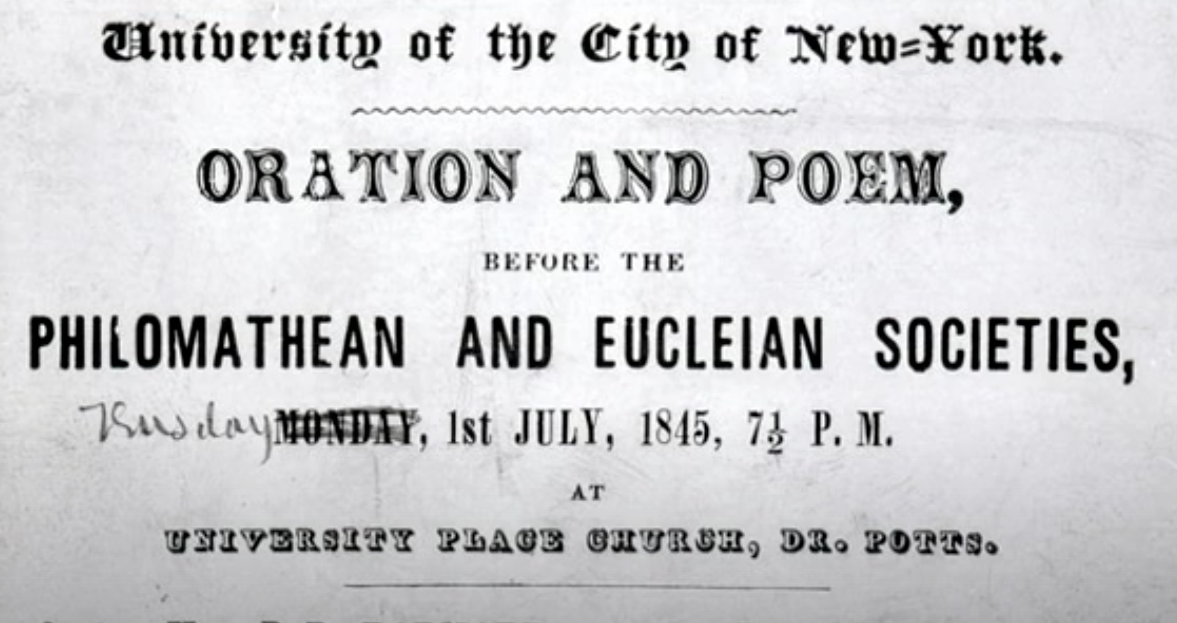 University of the City of New-York.
ORATION AND POEM,
BEFORE THE
PHILOMATHEAN AND EUCLEIAN SOCIETIES,
Tuesday MONDAY, 1st JULY, 1845, 7½ P. M.
AT
UNIVERSITY PLACE CHURCH, DR. POTTS.